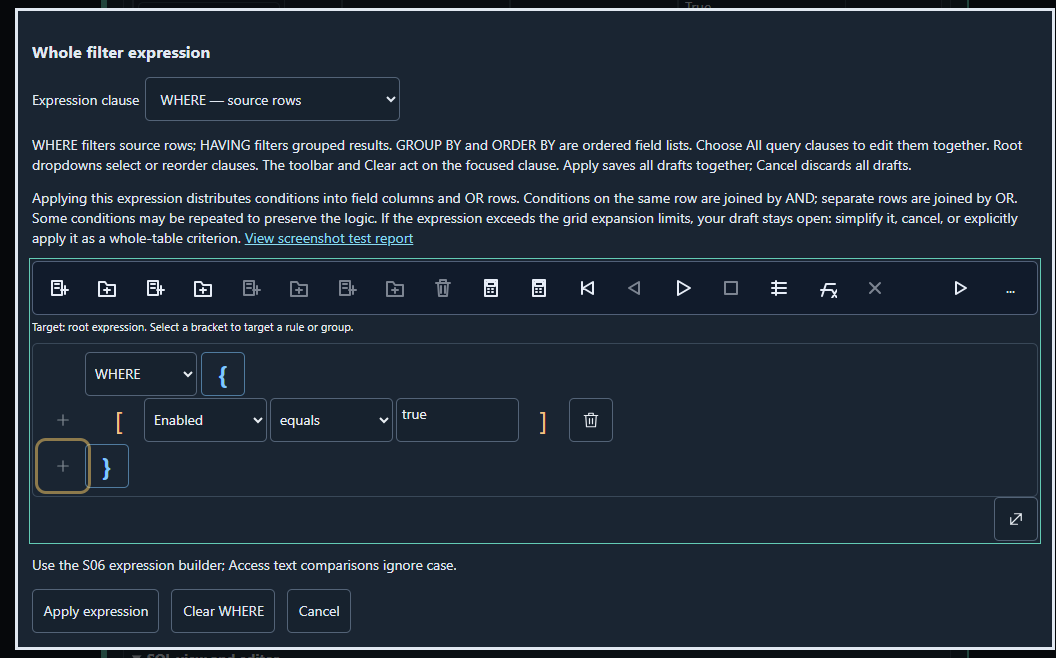 True
Whole filter expression
Expression clause WHERE — source rows
WHERE filters source rows; HAVING filters grouped results. GROUP BY and ORDER BY are ordered field lists. Choose All query clauses to edit them together. Root
dropdowns select or reorder clauses. The toolbar and Clear act on the focused clause. Apply saves all drafts together; Cancel discards all drafts.
Applying this expression distributes conditions into field columns and OR rows. Conditions on the same row are joined by AND; separate rows are joined by OR.
Some conditions may be repeated to preserve the logic. If the expression exceeds the grid expansion limits, your draft stays open: simplify it, cancel, or explicitly
apply it as a whole-table criterion. View screenshot test report
...
Target: root expression. Select a bracket to target a rule or group.
WHERE {
+ [ Enabled equals true ]
+ }
Use the S06 expression builder; Access text comparisons ignore case.
Apply expression Clear WHERE Cancel